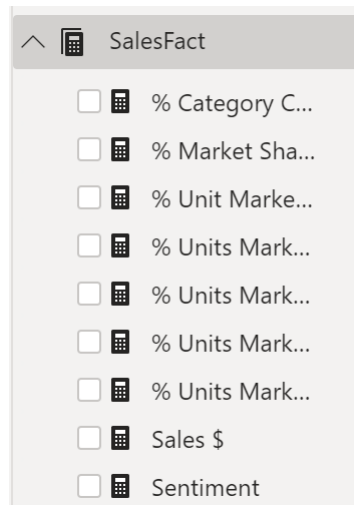 SalesFact
% Category C...
% Market Sha...
% Unit Marke...
% Units Mark...
% Units Mark...
% Units Mark...
% Units Mark...
Sales $
Sentiment